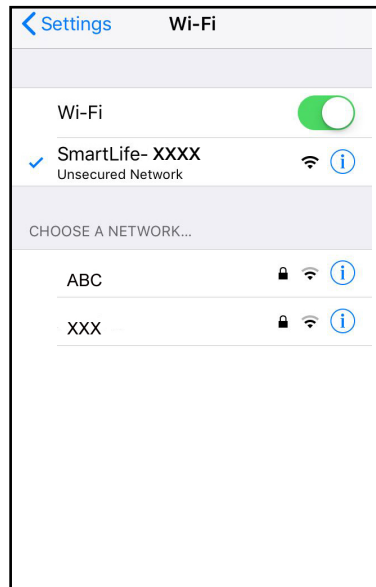 Settings Wi-Fi
Wi-Fi
SmartLife- XXXX
Unsecured Network
CHOOSE A NETWORK...
ABC
XXX